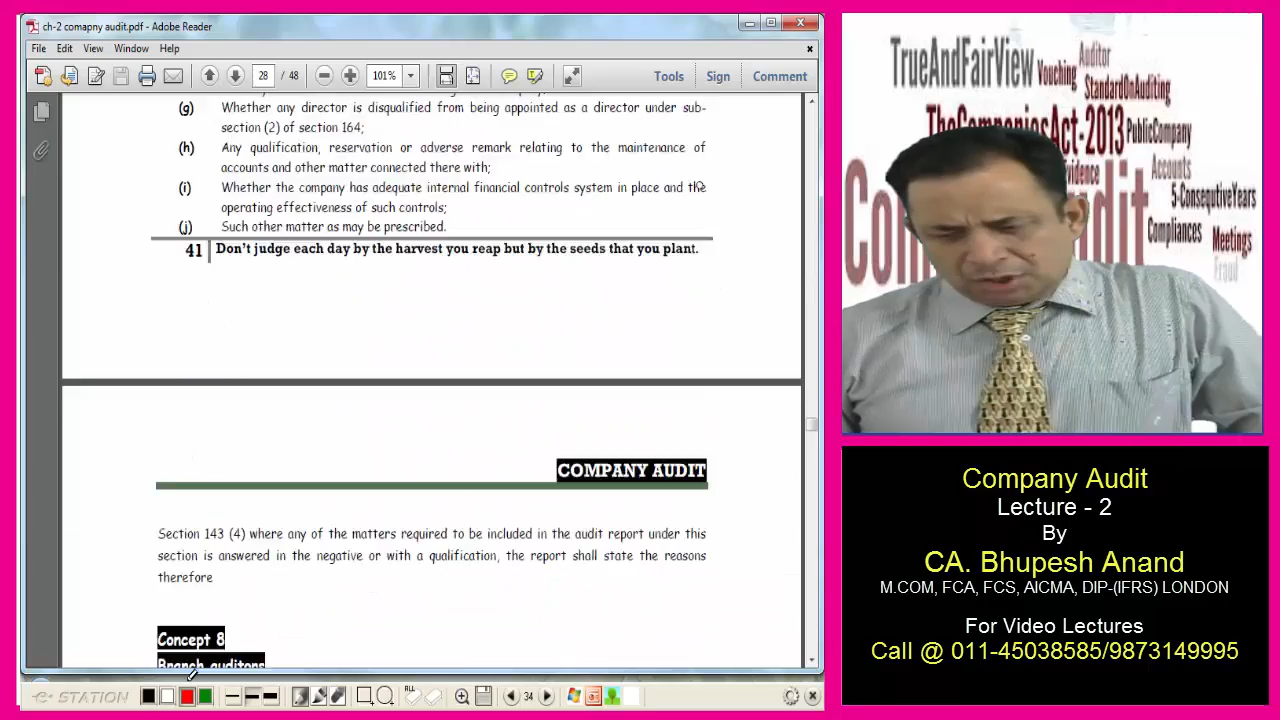 ch-2 comapny audit.pdf - Adobe Reader
File Edit View Window Help
28 / 48 101% Tools Sign Comment
(g) Whether any director is disqualified from being appointed as a director under sub-
section (2) of section 164;
(h) Any qualification, reservation or adverse remark relating to the maintenance of
accounts and other matter connected there with;
(i) Whether the company has adequate internal financial controls system in place and the
operating effectiveness of such controls;
(j) Such other matter as may be prescribed.
41 Don't judge each day by the harvest you reap but by the seeds that you plant.
COMPANY AUDIT
Section 143 (4) where any of the matters required to be included in the audit report under this
section is answered in the negative or with a qualification, the report shall state the reasons
therefore
Concept 8
Branch auditors
e-STATION
34
TrueAndFairView
Vouching
Auditor
StandardOnAuditing
TheCompaniesAct-2013
PublicCompany
Accounts
5-ConsequtiveYears
Compliances
Meetings
Fraud
Company Audit
Lecture - 2
By
CA. Bhupesh Anand
M.COM, FCA, FCS, AICMA, DIP-(IFRS) LONDON
For Video Lectures
Call @ 011-45038585/9873149995